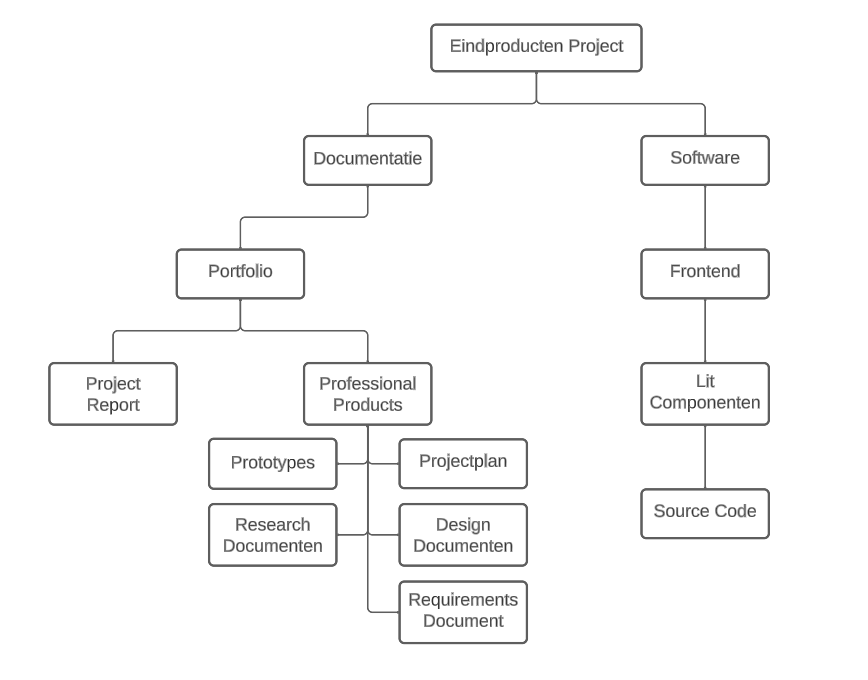 Eindproducten Project
Documentatie
Software
Portfolio
Frontend
Project
Report
Professional
Products
Lit
Componenten
Prototypes
Projectplan
Research
Documenten
Design
Documenten
Source Code
Requirements
Document